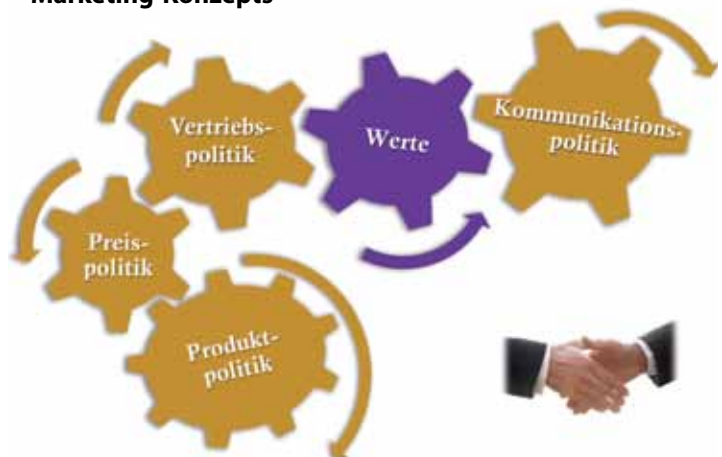 Marketing-Konzepts
Vertriebs-
politik
Werte
Kommunikations-
politik
Preis-
politik
Produkt-
politik